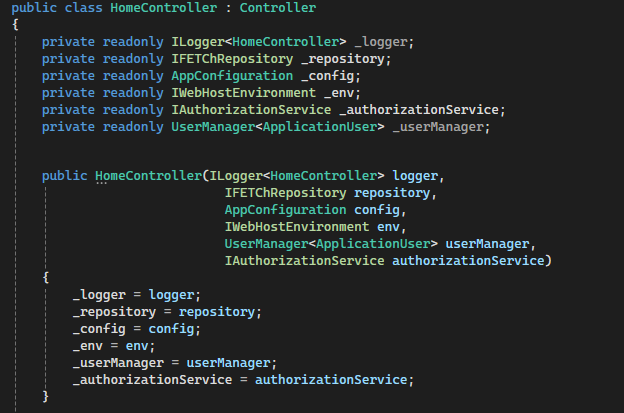 public class HomeController : Controller
{
private readonly ILogger<HomeController> _logger;
private readonly IFETChRepository _repository;
private readonly AppConfiguration _config;
private readonly IWebHostEnvironment _env;
private readonly IAuthorizationService _authorizationService;
private readonly UserManager<ApplicationUser> _userManager;
public HomeController(ILogger<HomeController> logger,
IFETChRepository repository,
AppConfiguration config,
IWebHostEnvironment env,
UserManager<ApplicationUser> userManager,
IAuthorizationService authorizationService)
{
_logger = logger;
_repository = repository;
_config = config;
_env = env;
_userManager = userManager;
_authorizationService = authorizationService;
}